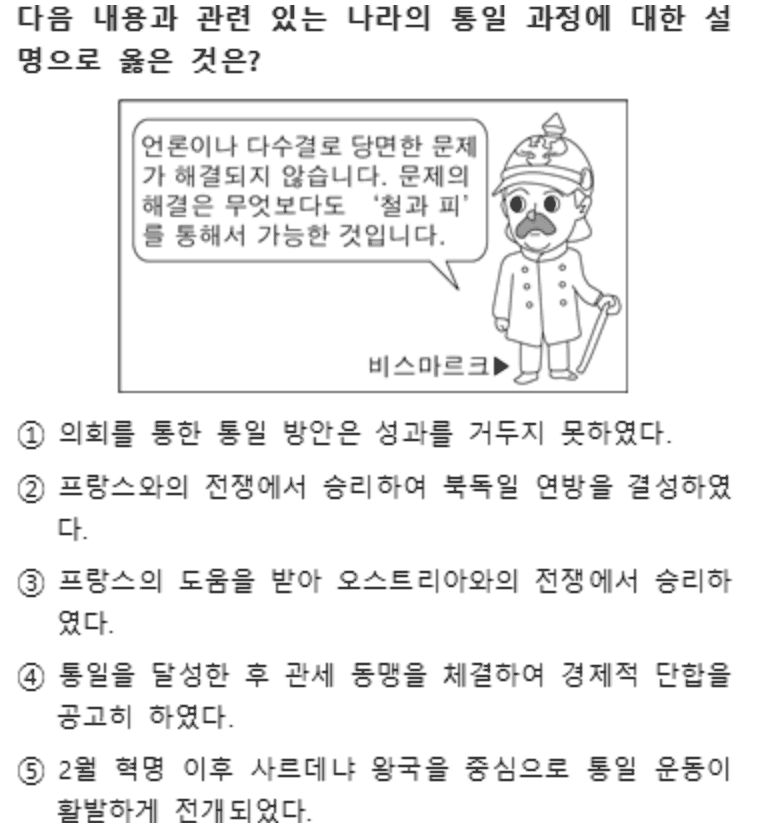 다음 내용과 관련 있는 나라의 통일 과정에 대한 설
명으로 옳은 것은?
언론이나 다수결로 당면한 문제
가 해결되지 않습니다. 문제의
해결은 무엇보다도 ‘철과 피’
를 통해서 가능한 것입니다.
비스마르크▶
① 의회를 통한 통일 방안은 성과를 거두지 못하였다.
② 프랑스와의 전쟁에서 승리하여 북독일 연방을 결성하였
다.
③ 프랑스의 도움을 받아 오스트리아와의 전쟁에서 승리하
였다.
④ 통일을 달성한 후 관세 동맹을 체결하여 경제적 단합을
공고히 하였다.
⑤ 2월 혁명 이후 사르데냐 왕국을 중심으로 통일 운동이
활발하게 전개되었다.